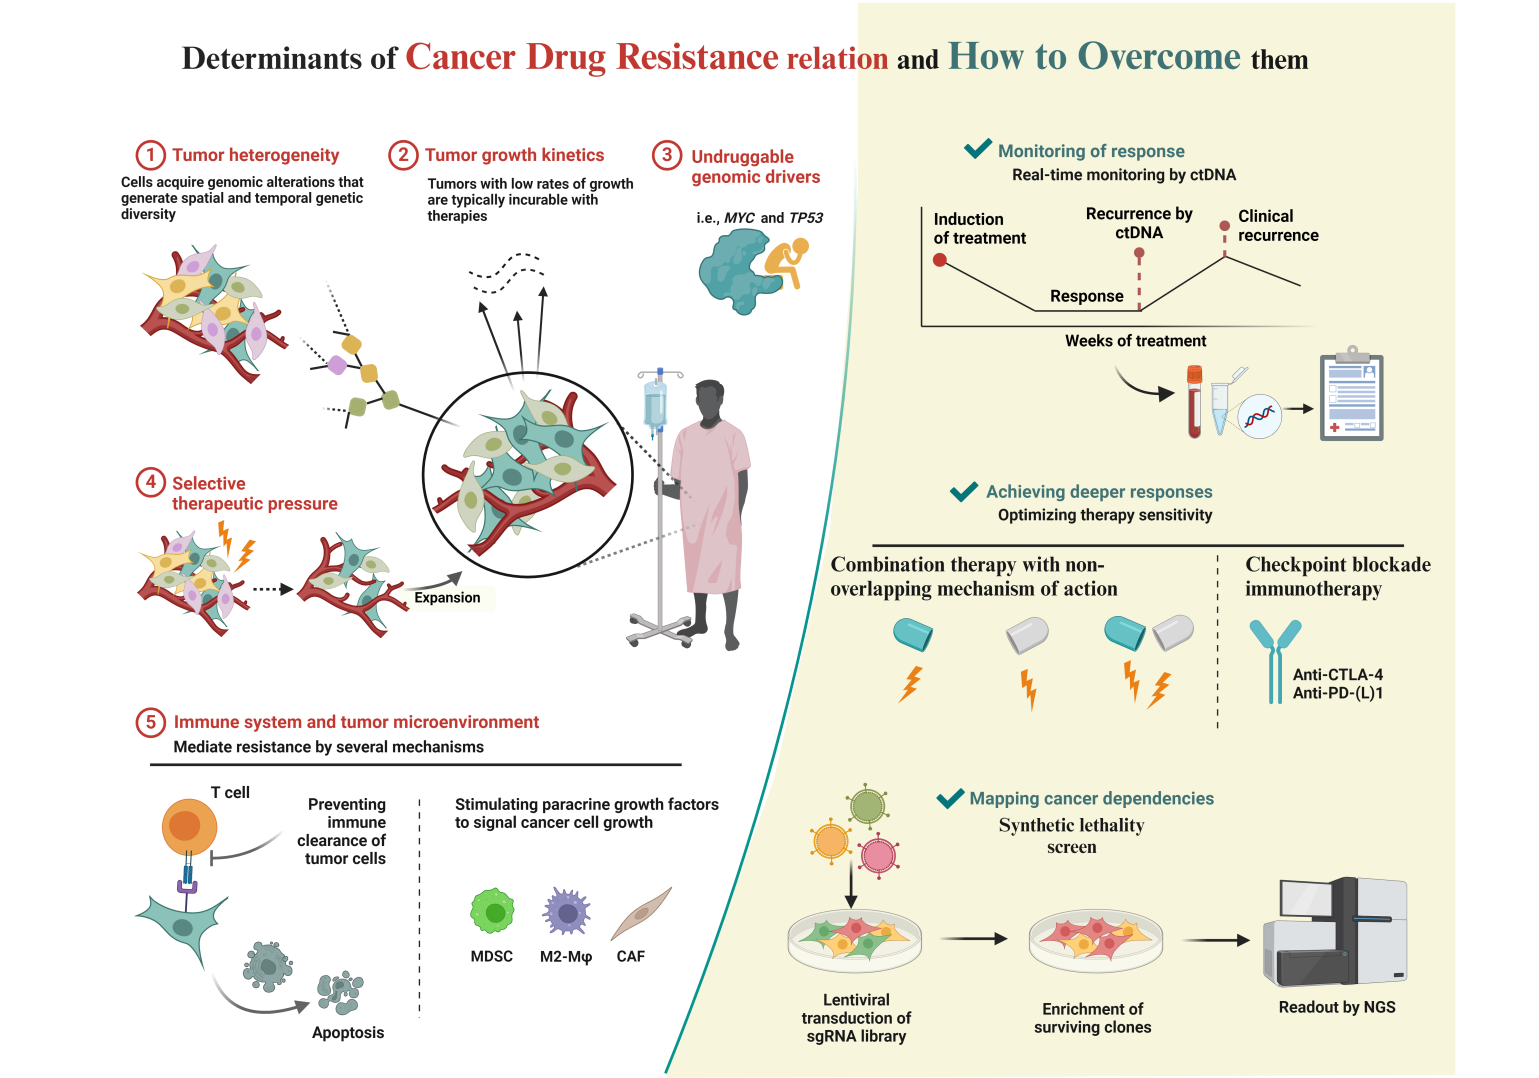 Determinants of Cancer Drug Resistance relation and How to Overcome them
1 Tumor heterogeneity
Cells acquire genomic alterations that
generate spatial and temporal genetic
diversity
2 Tumor growth kinetics
Tumors with low rates of growth
are typically incurable with
therapies
3 Undruggable
genomic drivers
i.e., MYC and TP53
4 Selective
therapeutic pressure
Expansion
5 Immune system and tumor microenvironment
Mediate resistance by several mechanisms
T cell
Preventing
immune
clearance of
tumor cells
Apoptosis
Stimulating paracrine growth factors
to signal cancer cell growth
MDSC
M2-Mφ
CAF
Monitoring of response
Real-time monitoring by ctDNA
Induction
of treatment
Response
Recurrence by
ctDNA
Clinical
recurrence
Weeks of treatment
Achieving deeper responses
Optimizing therapy sensitivity
Combination therapy with non-
overlapping mechanism of action
Checkpoint blockade
immunotherapy
Anti-CTLA-4
Anti-PD-(L)1
Mapping cancer dependencies
Synthetic lethality
screen
Lentiviral
transduction of
sgRNA library
Enrichment of
surviving clones
Readout by NGS